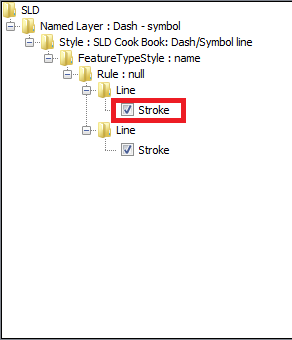 SLD
Named Layer : Dash - symbol
Style : SLD Cook Book: Dash/Symbol line
FeatureTypeStyle : name
Rule : null
Line
Stroke
Line
Stroke